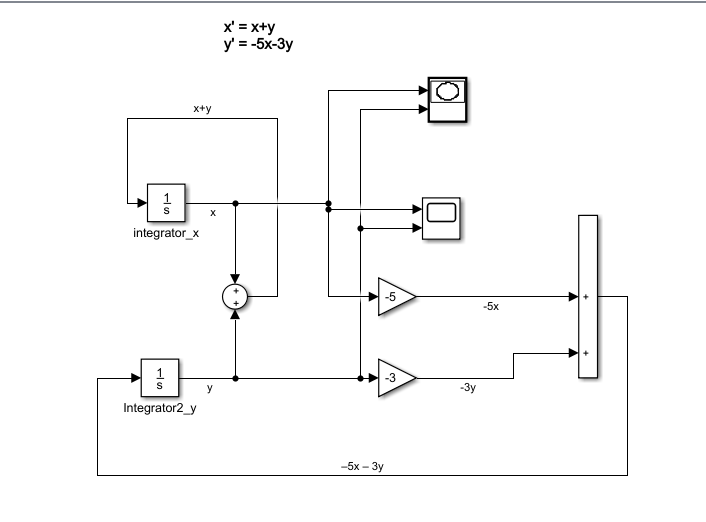 x' = x+y
y' = -5x-3y
x+y
1
s
x
integrator_x
+
+
-5
-5x
+
1
s
y
Integrator2_y
-3
-3y
+
–5x – 3y